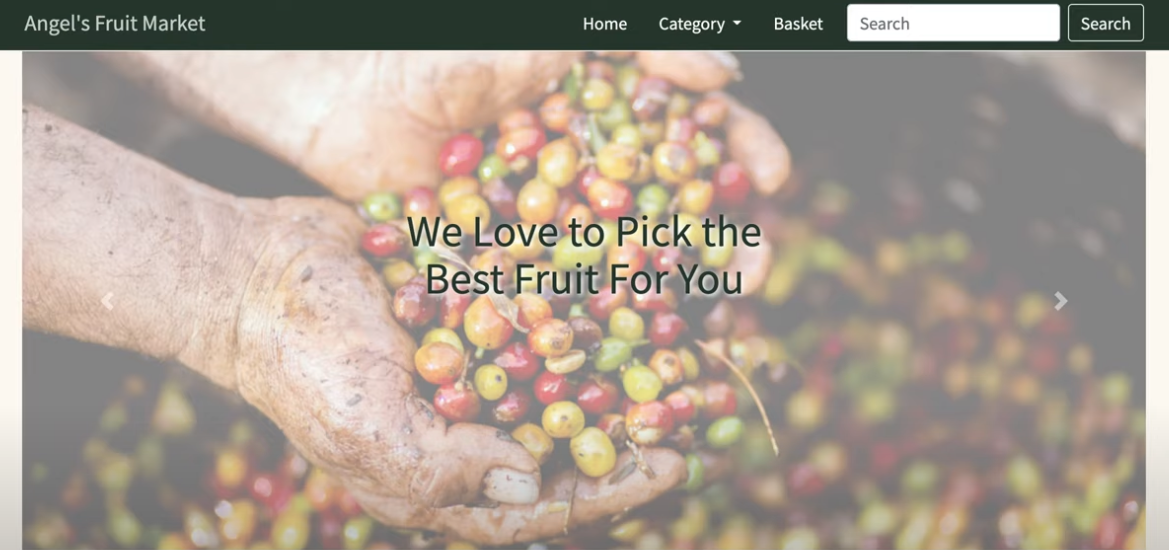 Angel's Fruit Market
Home
Category
Basket
Search
Search
We Love to Pick the
Best Fruit For You